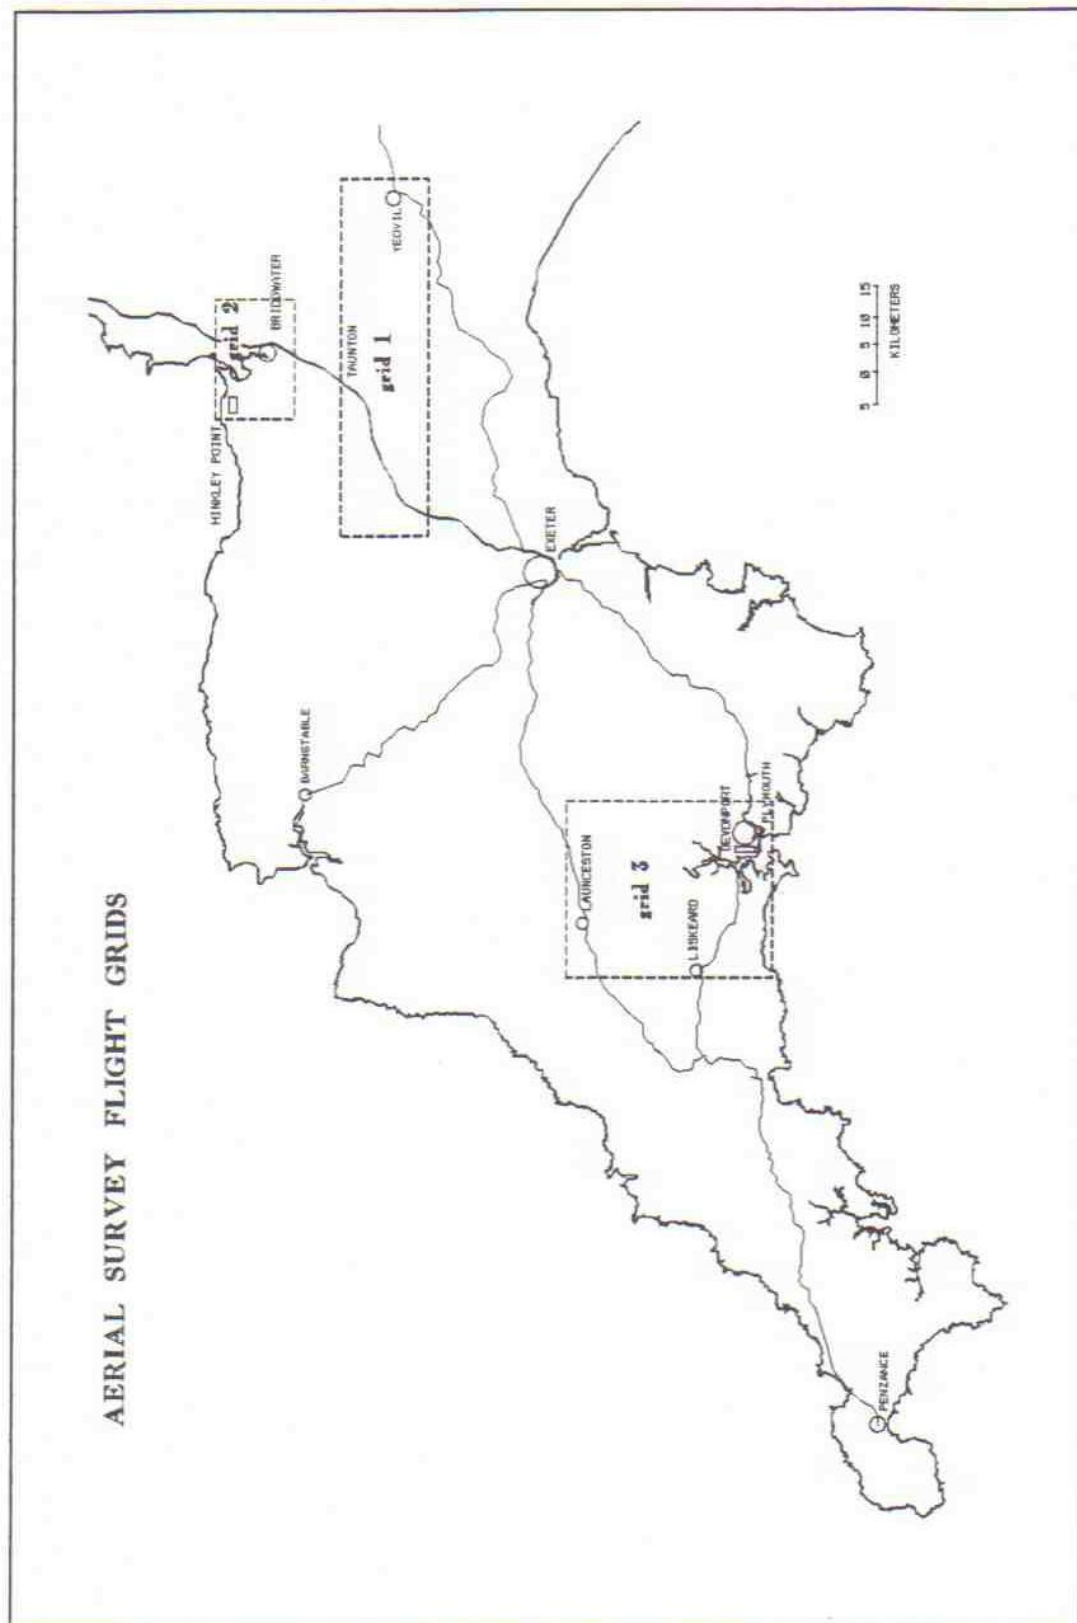 AERIAL SURVEY FLIGHT GRIDS
HINKLEY POINT
grid 2
BRIDGWATER
TAUNTON
grid 1
YEOVIL
BARNSTABLE
EXETER
LAUNCESTON
grid 3
LISKEARD
DEVONPORT
PLYMOUTH
PENZANCE
5 0 5 10 15
KILOMETERS